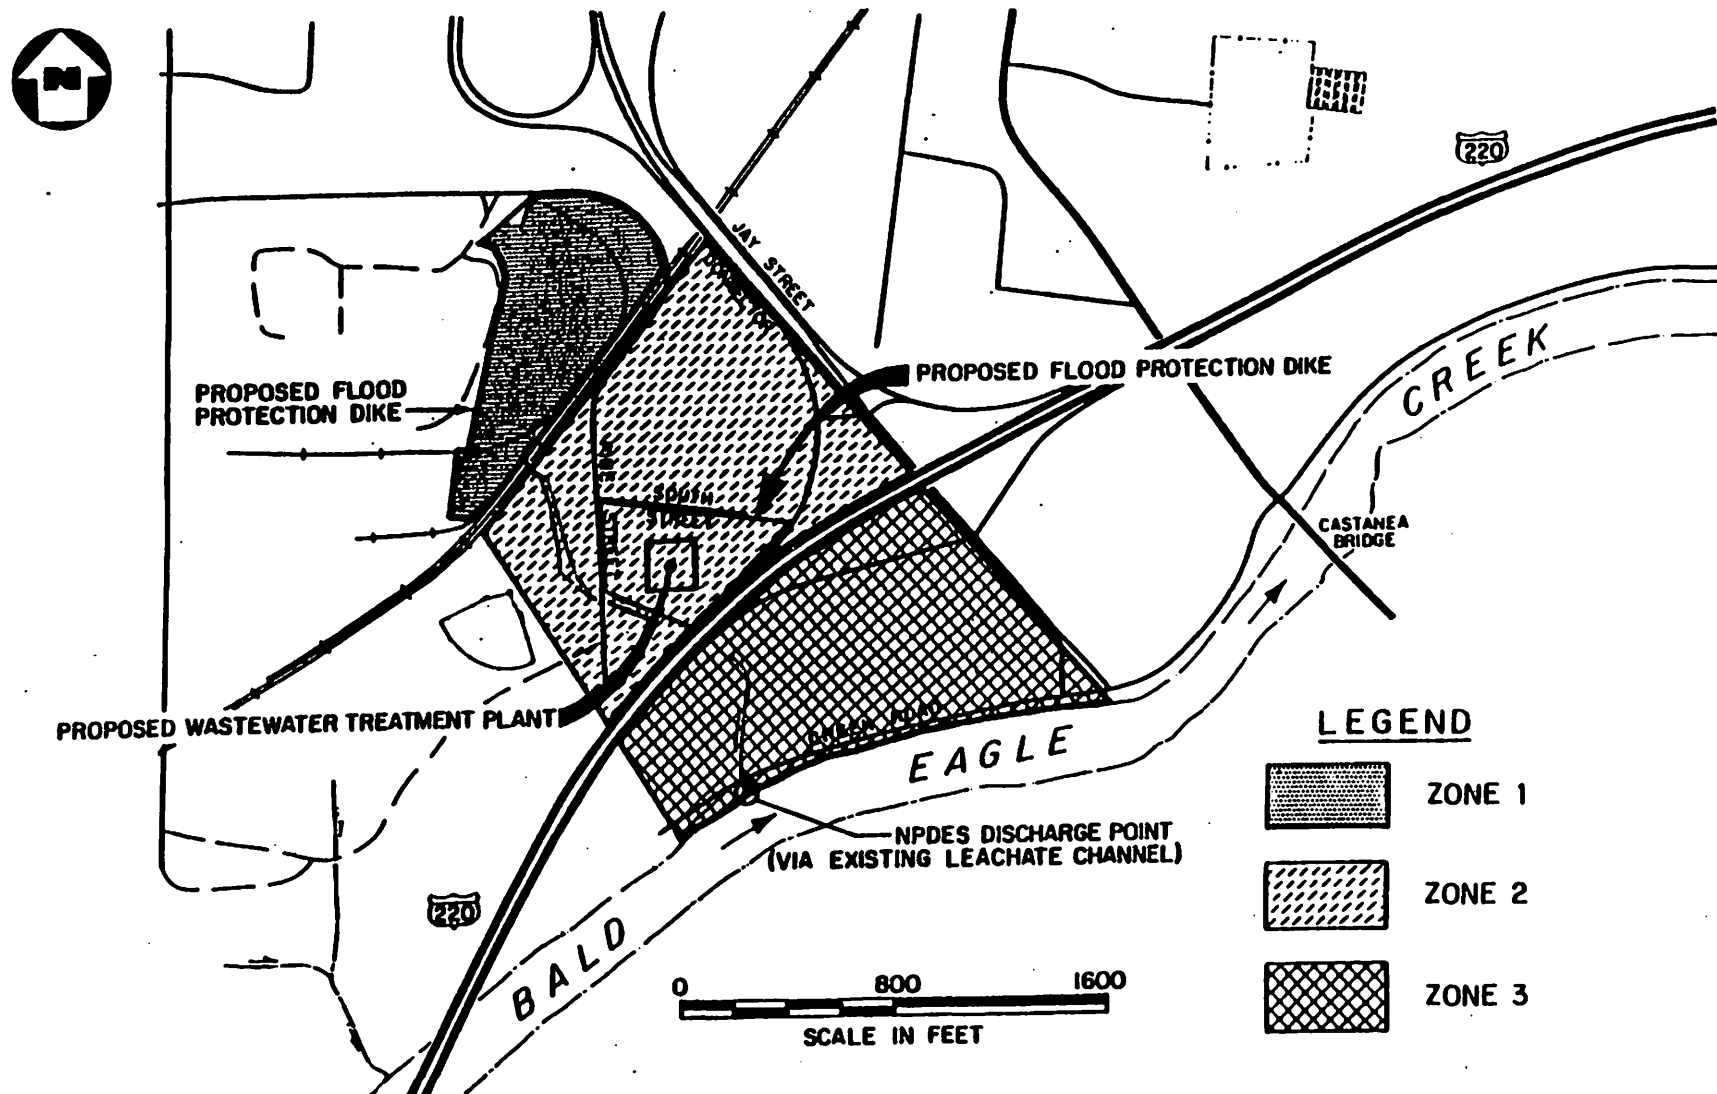 N
220
JAY STREET
CREEK
PROPOSED FLOOD PROTECTION DIKE
PROPOSED FLOOD
PROTECTION DIKE
SOUTH
STREET
CASTANEA
BRIDGE
PROPOSED WASTEWATER TREATMENT PLANT
ROAD
EAGLE
LEGEND
ZONE 1
NPDES DISCHARGE POINT
(VIA EXISTING LEACHATE CHANNEL)
ZONE 2
220
BALD
0 800 1600
ZONE 3
SCALE IN FEET